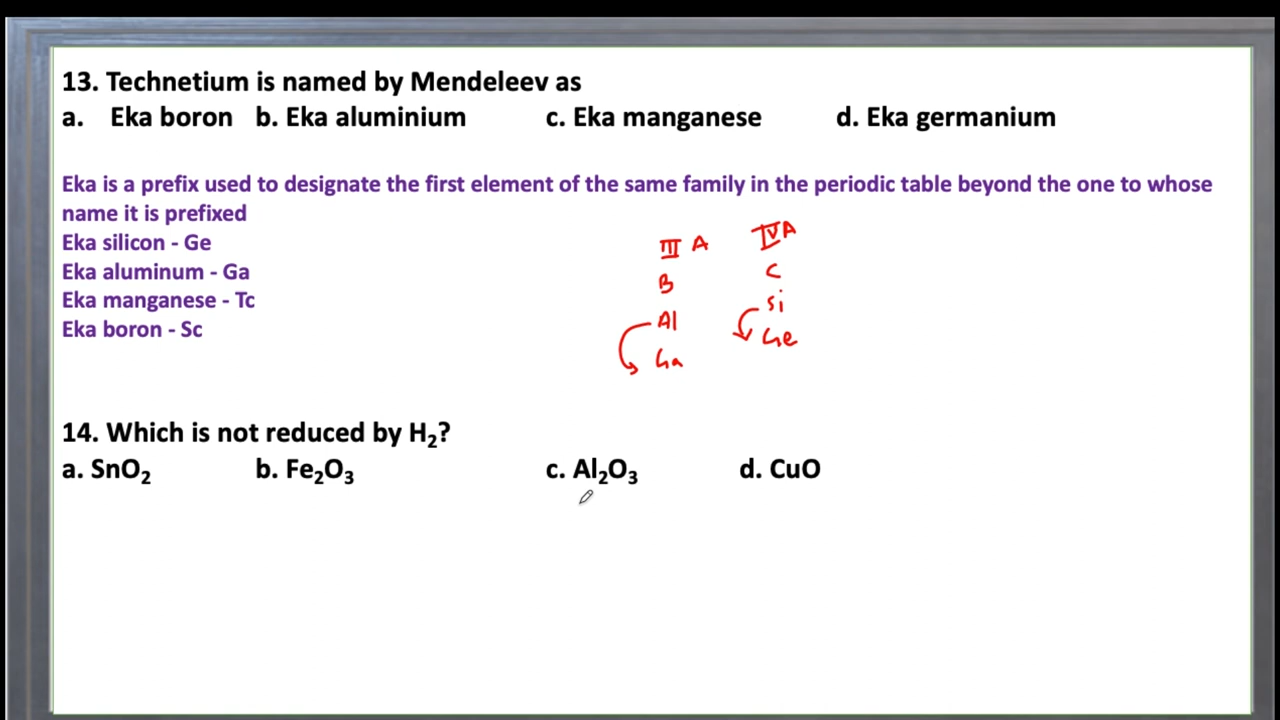 13. Technetium is named by Mendeleev as
a. Eka boron b. Eka aluminium c. Eka manganese d. Eka germanium
Eka is a prefix used to designate the first element of the same family in the periodic table beyond the one to whose
name it is prefixed
Eka silicon - Ge
Eka aluminum - Ga
Eka manganese - Tc
Eka boron - Sc
III A IVA
B C
Al Si
Ga Ge
14. Which is not reduced by H₂?
a. SnO₂ b. Fe₂O₃ c. Al₂O₃ d. CuO